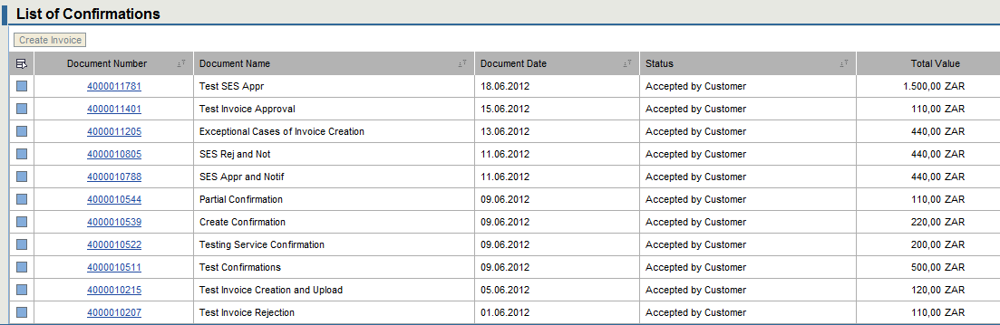 List of Confirmations
Create Invoice
Document Number Document Name Document Date Status Total Value
4000011781 Test SES Appr 18.06.2012 Accepted by Customer 1.500,00 ZAR
4000011401 Test Invoice Approval 15.06.2012 Accepted by Customer 110,00 ZAR
4000011205 Exceptional Cases of Invoice Creation 13.06.2012 Accepted by Customer 440,00 ZAR
4000010805 SES Rej and Not 11.06.2012 Accepted by Customer 440,00 ZAR
4000010788 SES Appr and Notif 11.06.2012 Accepted by Customer 440,00 ZAR
4000010544 Partial Confirmation 09.06.2012 Accepted by Customer 110,00 ZAR
4000010539 Create Confirmation 09.06.2012 Accepted by Customer 220,00 ZAR
4000010522 Testing Service Confirmation 09.06.2012 Accepted by Customer 200,00 ZAR
4000010511 Test Confirmations 09.06.2012 Accepted by Customer 500,00 ZAR
4000010215 Test Invoice Creation and Upload 05.06.2012 Accepted by Customer 120,00 ZAR
4000010207 Test Invoice Rejection 01.06.2012 Accepted by Customer 110,00 ZAR